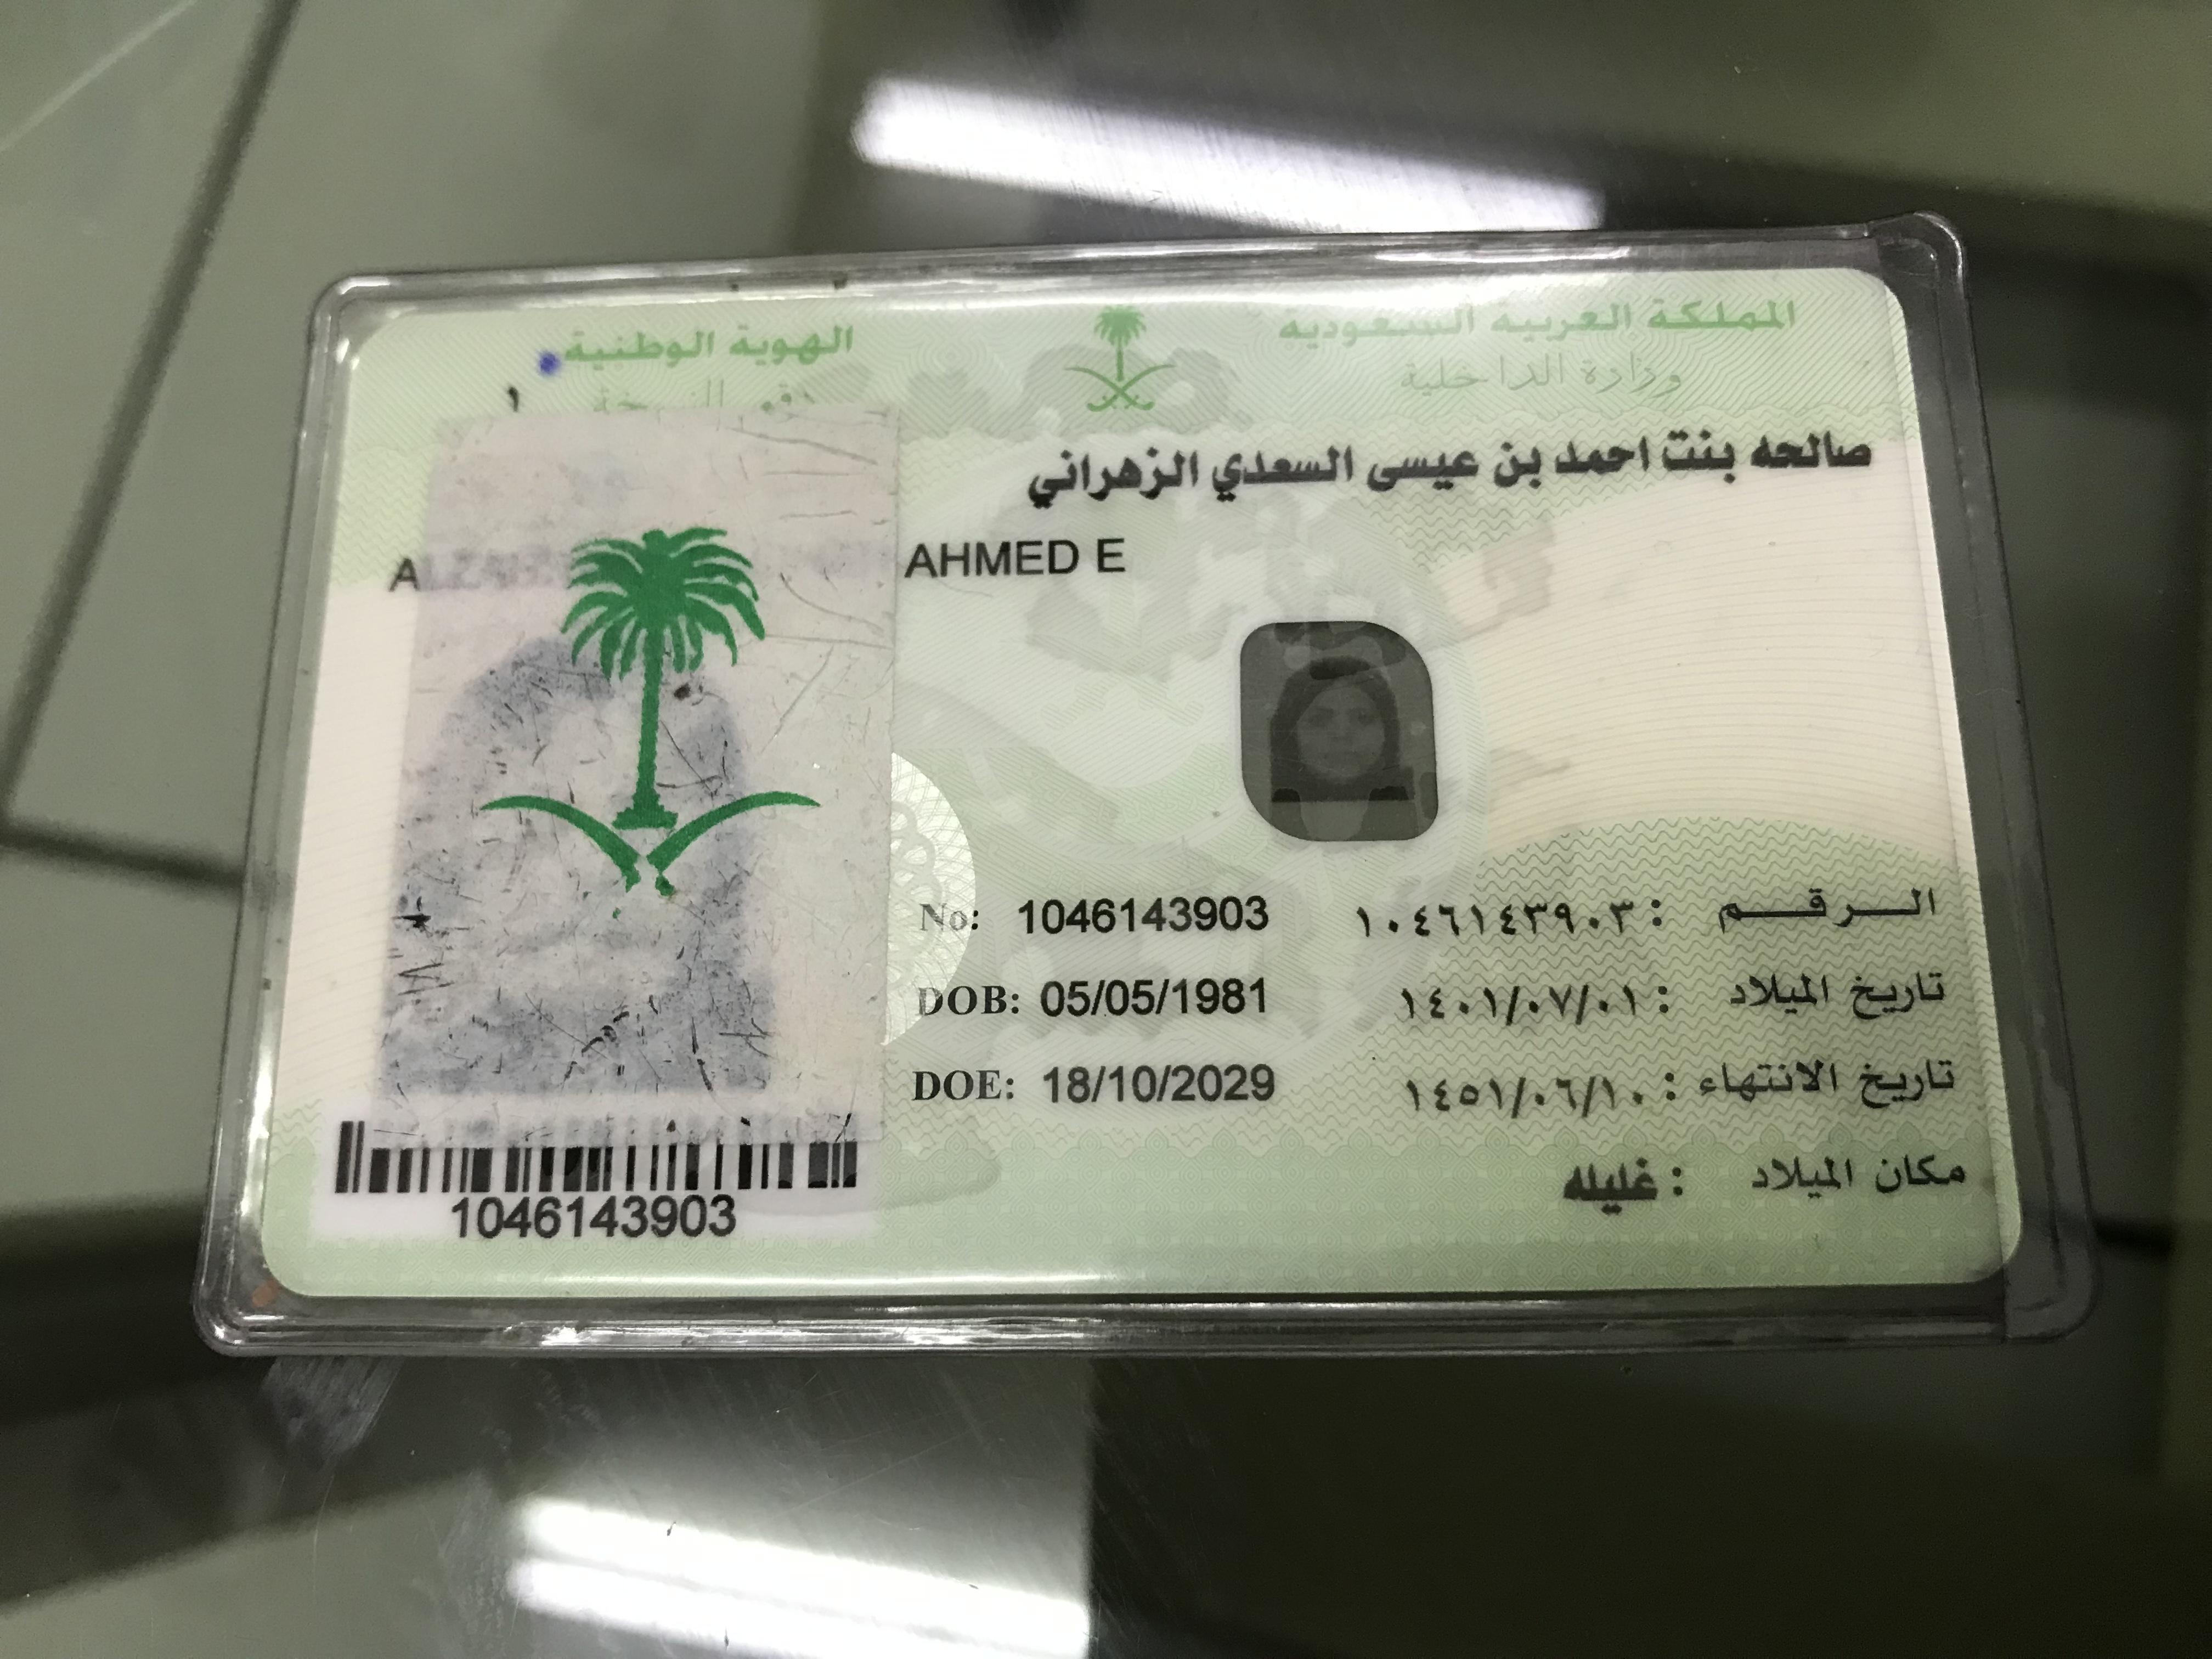 المملكة العربية السعودية
الهوية الوطنية
وزارة الداخلية
صالحه بنت احمد بن عيسى السعدي الزهراني
AHMED E
No: 1046143903 ١٠٤٦١٤٣٩٠٣ : الرقم
DOB: 05/05/1981 ١٤٠١/٠٧/٠١ : تاريخ الميلاد
DOE: 18/10/2029 ١٤٥١/٠٦/١٠ : تاريخ الانتهاء
مكان الميلاد : غليله
1046143903